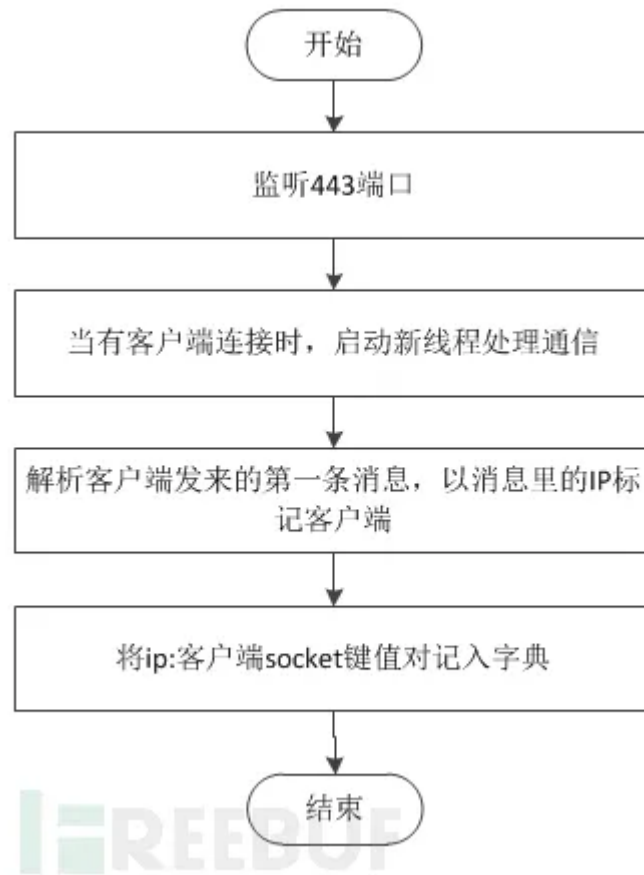 开始
监听443端口
当有客户端连接时，启动新线程处理通信
解析客户端发来的第一条消息，以消息里的IP标
记客户端
将ip:客户端socket键值对记入字典
结束
FREEBUF